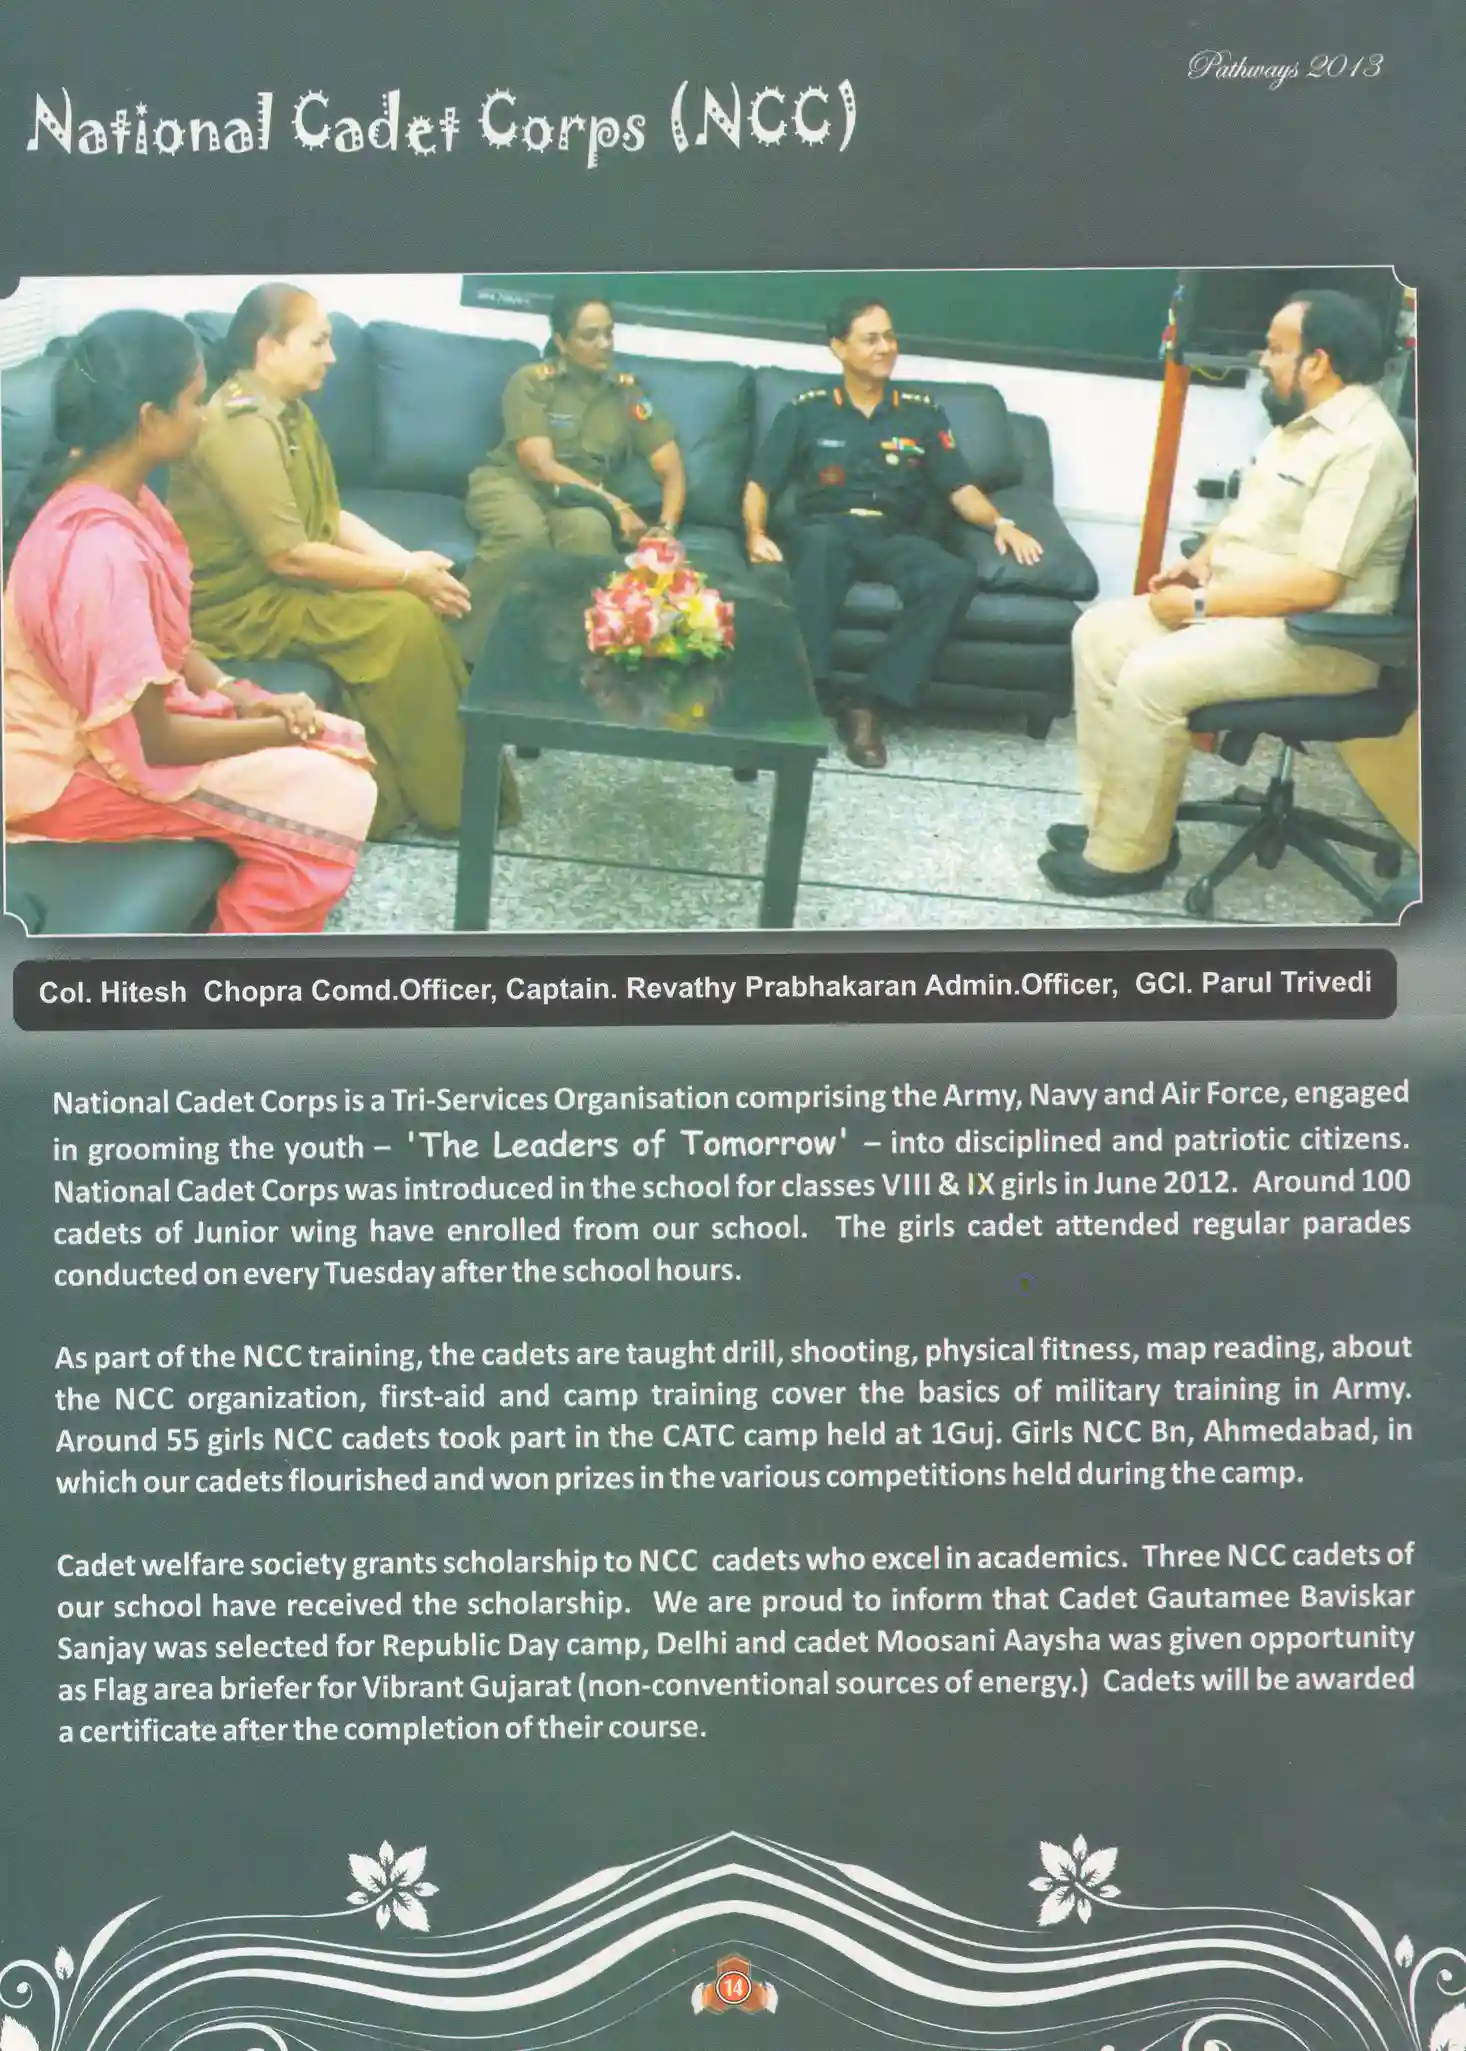 Pathways 2013
National Cadet Corps (NCC)
Col. Hitesh Chopra Comd.Officer, Captain. Revathy Prabhakaran Admin.Officer, GCI. Parul Trivedi
National Cadet Corps is a Tri-Services Organisation comprising the Army, Navy and Air Force, engaged
in grooming the youth – 'The Leaders of Tomorrow' – into disciplined and patriotic citizens.
National Cadet Corps was introduced in the school for classes VIII & IX girls in June 2012. Around 100
cadets of Junior wing have enrolled from our school. The girls cadet attended regular parades
conducted on every Tuesday after the school hours.
As part of the NCC training, the cadets are taught drill, shooting, physical fitness, map reading, about
the NCC organization, first-aid and camp training cover the basics of military training in Army.
Around 55 girls NCC cadets took part in the CATC camp held at 1Guj. Girls NCC Bn, Ahmedabad, in
which our cadets flourished and won prizes in the various competitions held during the camp.
Cadet welfare society grants scholarship to NCC cadets who excel in academics. Three NCC cadets of
our school have received the scholarship. We are proud to inform that Cadet Gautamee Baviskar
Sanjay was selected for Republic Day camp, Delhi and cadet Moosani Aaysha was given opportunity
as Flag area briefer for Vibrant Gujarat (non-conventional sources of energy.) Cadets will be awarded
a certificate after the completion of their course.
14